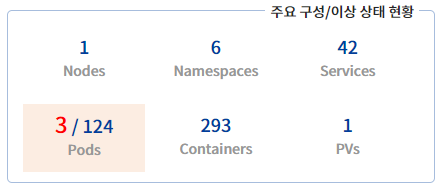 주요 구성/이상 상태 현황
1
Nodes
6
Namespaces
42
Services
3 / 124
Pods
293
Containers
1
PVs